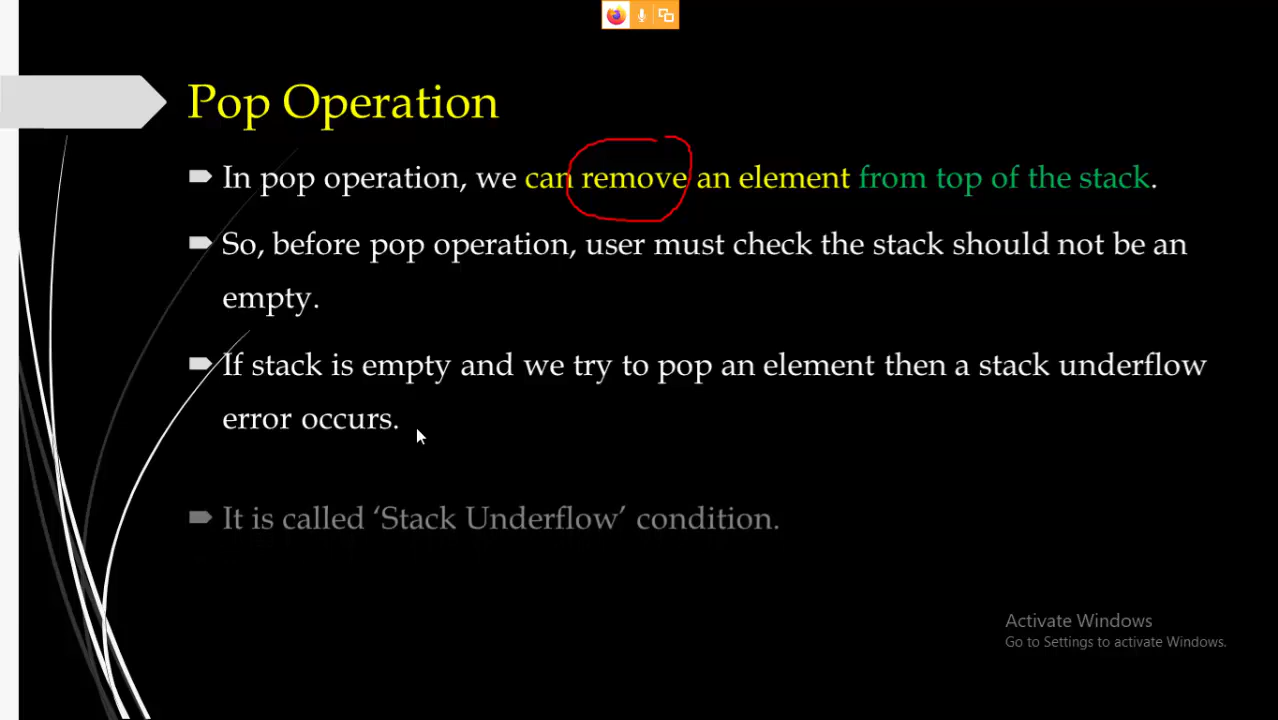 Pop Operation
In pop operation, we can remove an element from top of the stack.
So, before pop operation, user must check the stack should not be an
empty.
If stack is empty and we try to pop an element then a stack underflow
error occurs.
It is called ‘Stack Underflow’ condition.
Activate Windows
Go to Settings to activate Windows.